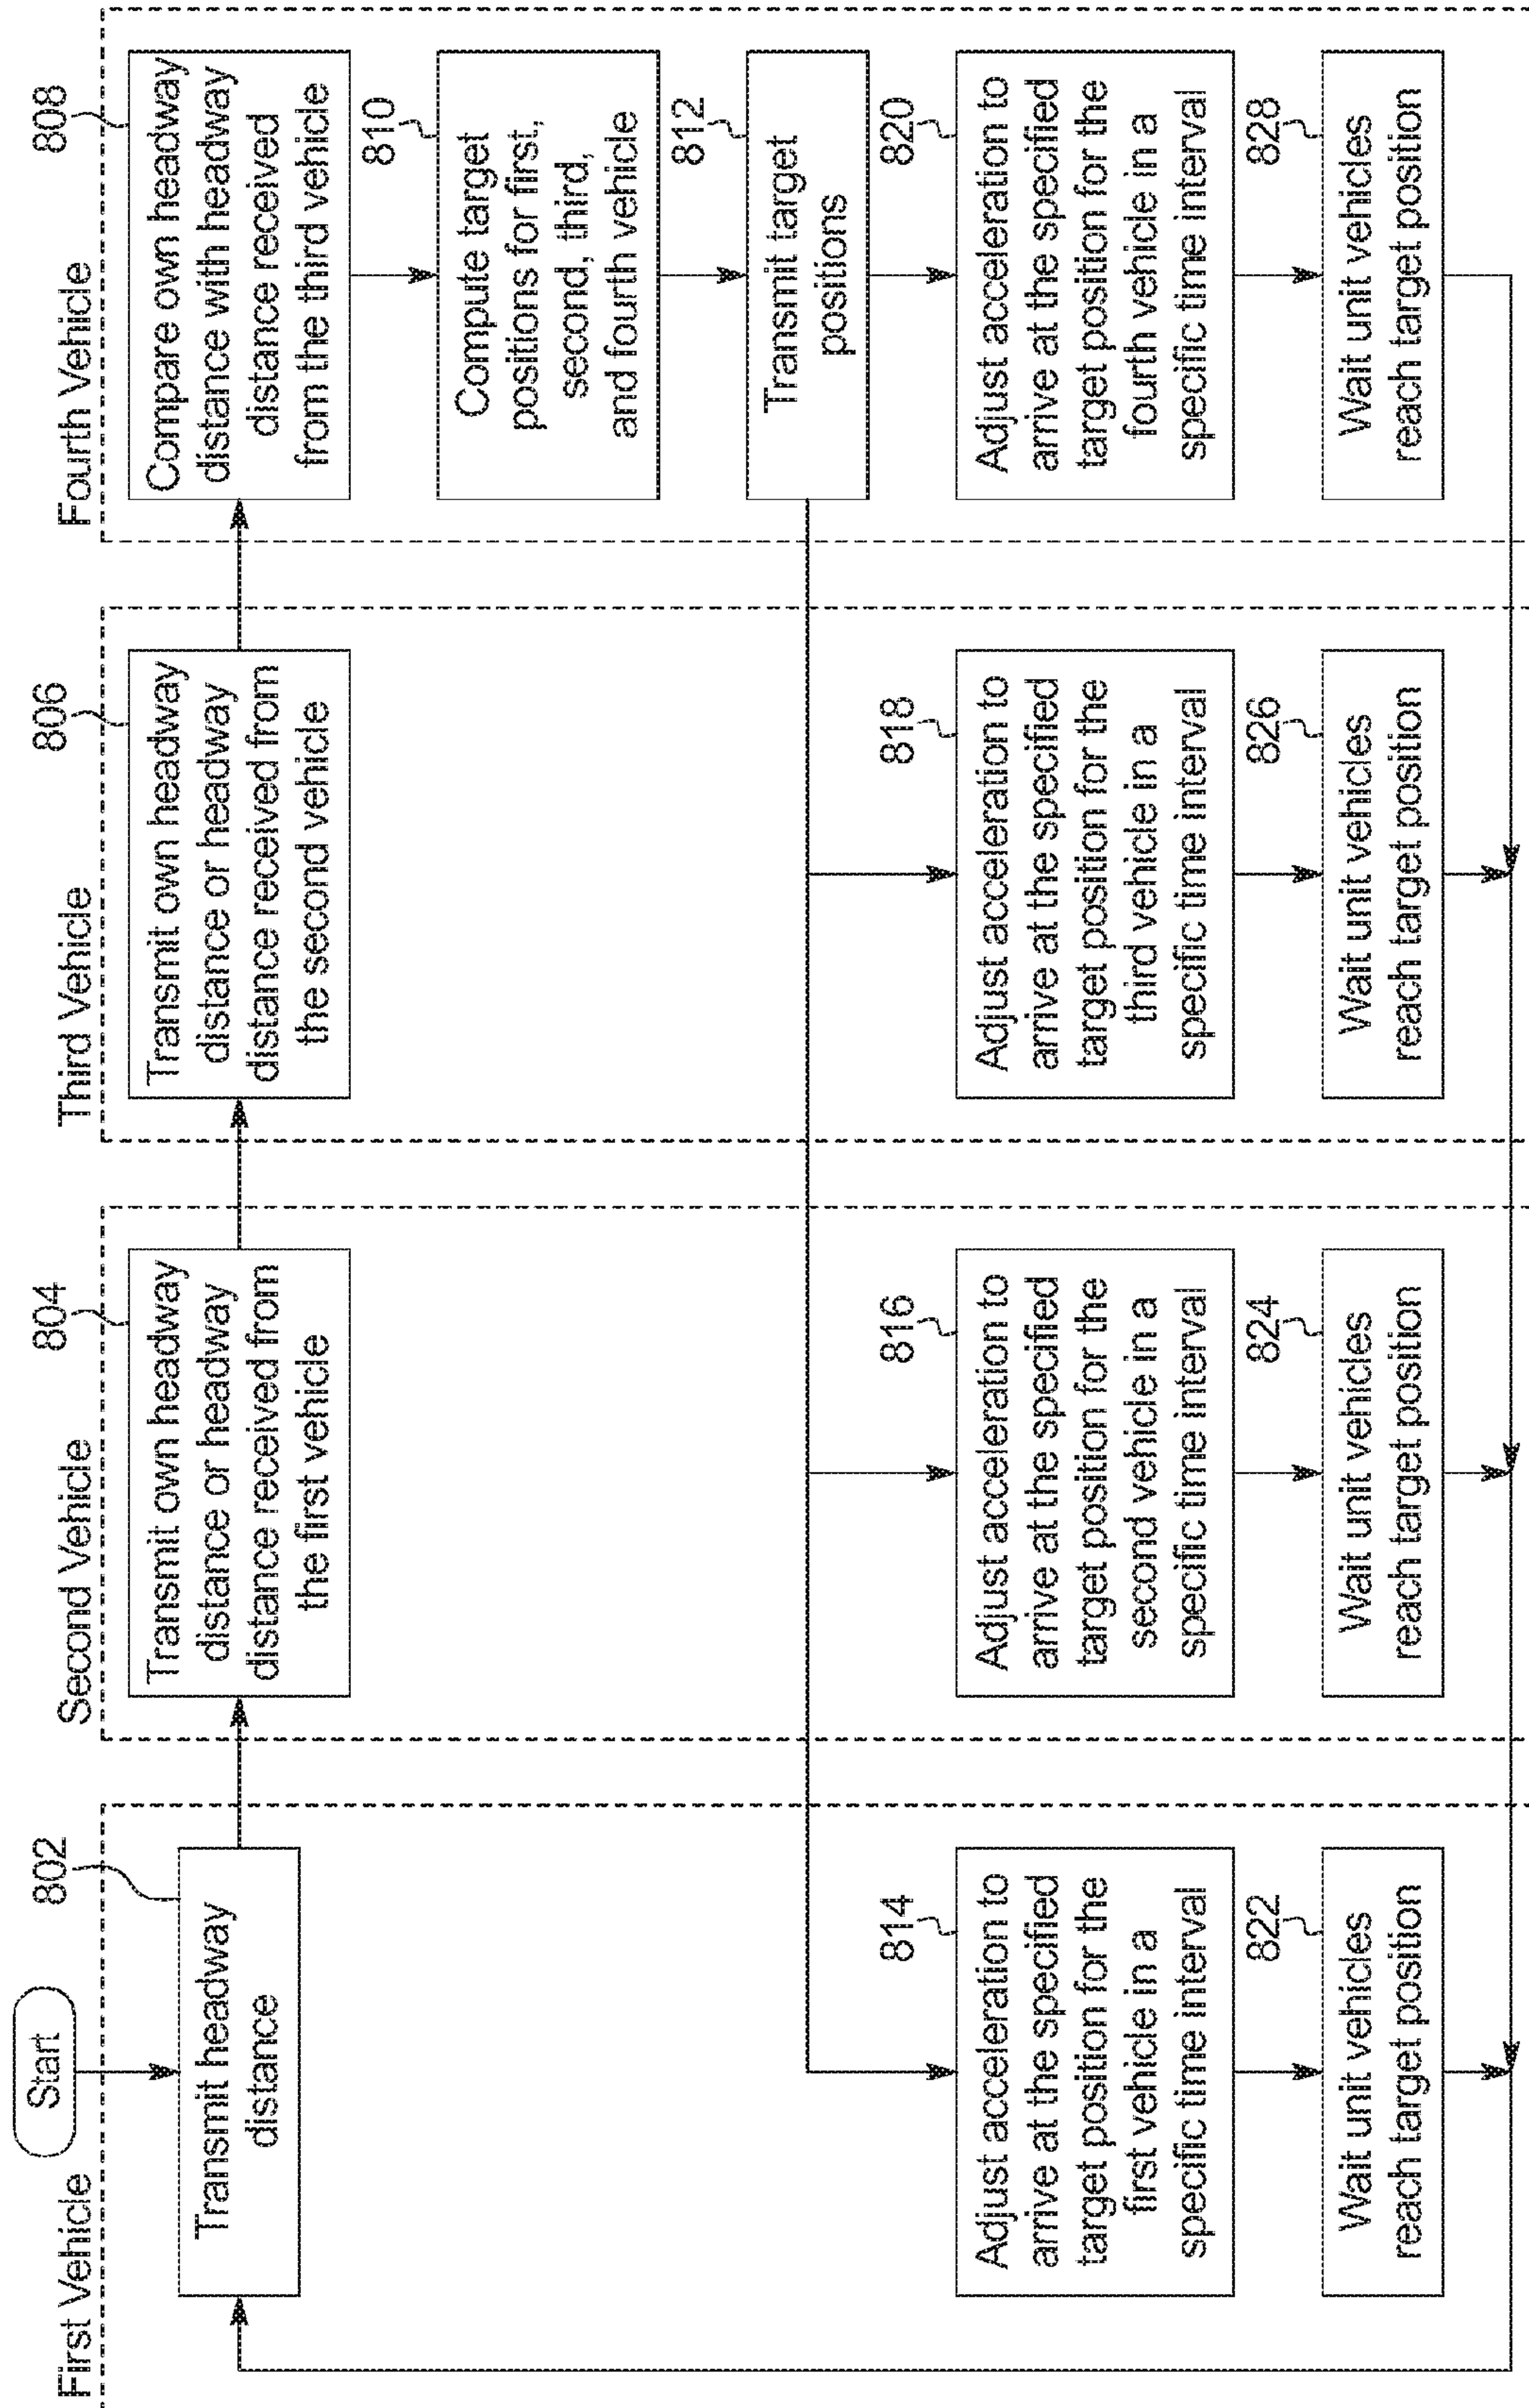 First Vehicle
Start
802
Transmit headway
distance
814
Adjust acceleration to
arrive at the specified
target position for the
first vehicle in a
specific time interval
822
Wait unit vehicles
reach target position
Second Vehicle
804
Transmit own headway
distance or headway
distance received from
the first vehicle
816
Adjust acceleration to
arrive at the specified
target position for the
second vehicle in a
specific time interval
824
Wait unit vehicles
reach target position
Third Vehicle
806
Transmit own headway
distance or headway
distance received from
the second vehicle
818
Adjust acceleration to
arrive at the specified
target position for the
third vehicle in a
specific time interval
826
Wait unit vehicles
reach target position
Fourth Vehicle
808
Compare own headway
distance with headway
distance received
from the third vehicle
810
Compute target
positions for first,
second, third,
and fourth vehicle
812
Transmit target
positions
820
Adjust acceleration to
arrive at the specified
target position for the
fourth vehicle in a
specific time interval
828
Wait unit vehicles
reach target position